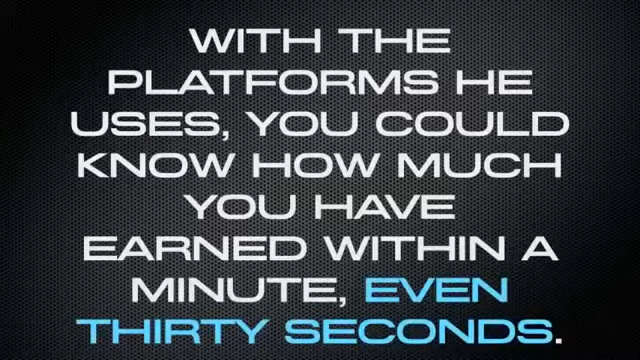 WITH THE
PLATFORMS HE
USES, YOU COULD
KNOW HOW MUCH
YOU HAVE
EARNED WITHIN A
MINUTE, EVEN
THIRTY SECONDS.